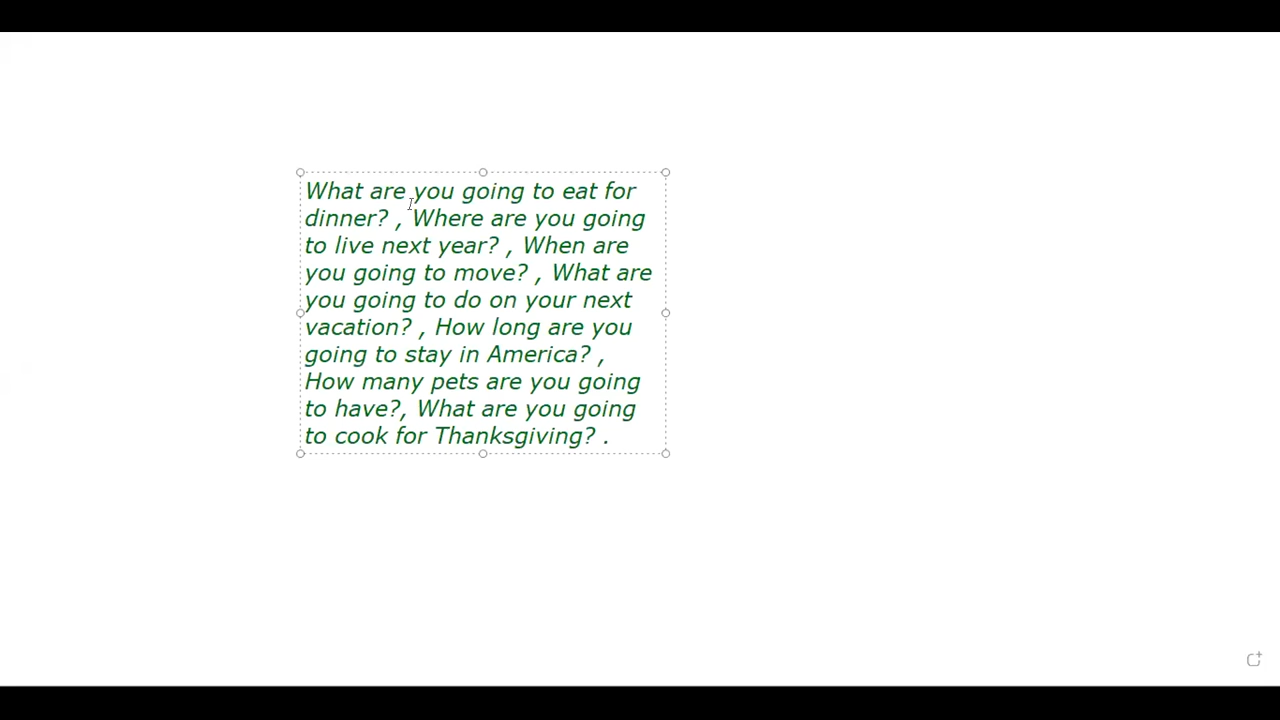 What are you going to eat for
dinner? , Where are you going
to live next year? , When are
you going to move? , What are
you going to do on your next
vacation? , How long are you
going to stay in America? ,
How many pets are you going
to have?, What are you going
to cook for Thanksgiving? .